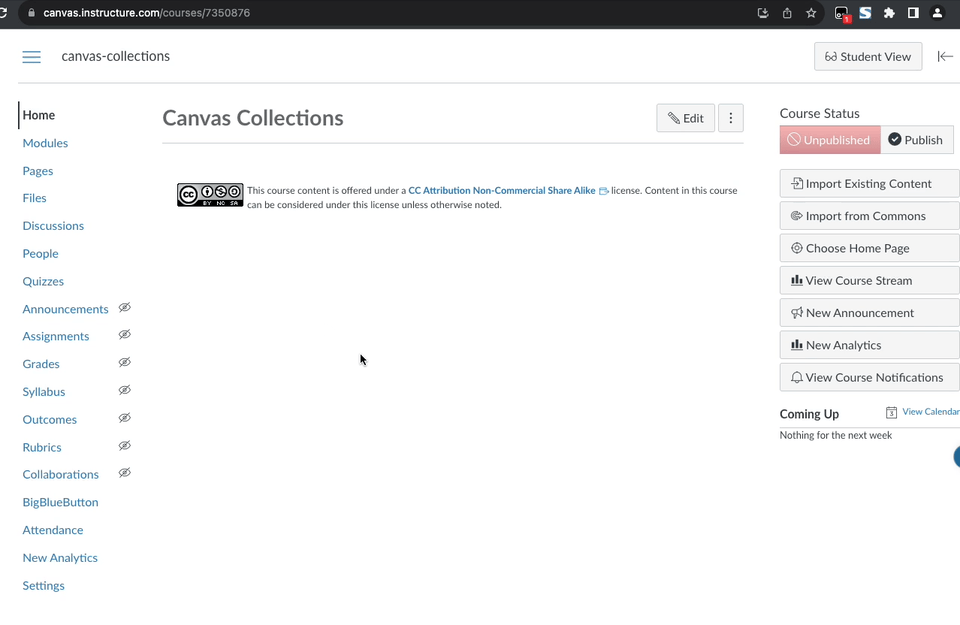 canvas.instructure.com/courses/7350876
1
canvas-collections
Student View
Home
Modules
Pages
Files
Discussions
People
Quizzes
Announcements
Assignments
Grades
Syllabus
Outcomes
Rubrics
Collaborations
BigBlueButton
Attendance
New Analytics
Settings
Canvas Collections
Edit
CC BY NC SA
This course content is offered under a CC Attribution Non-Commercial Share Alike license. Content in this course
can be considered under this license unless otherwise noted.
Course Status
Unpublished
Publish
Import Existing Content
Import from Commons
Choose Home Page
View Course Stream
New Announcement
New Analytics
View Course Notifications
Coming Up
3 View Calendar
Nothing for the next week